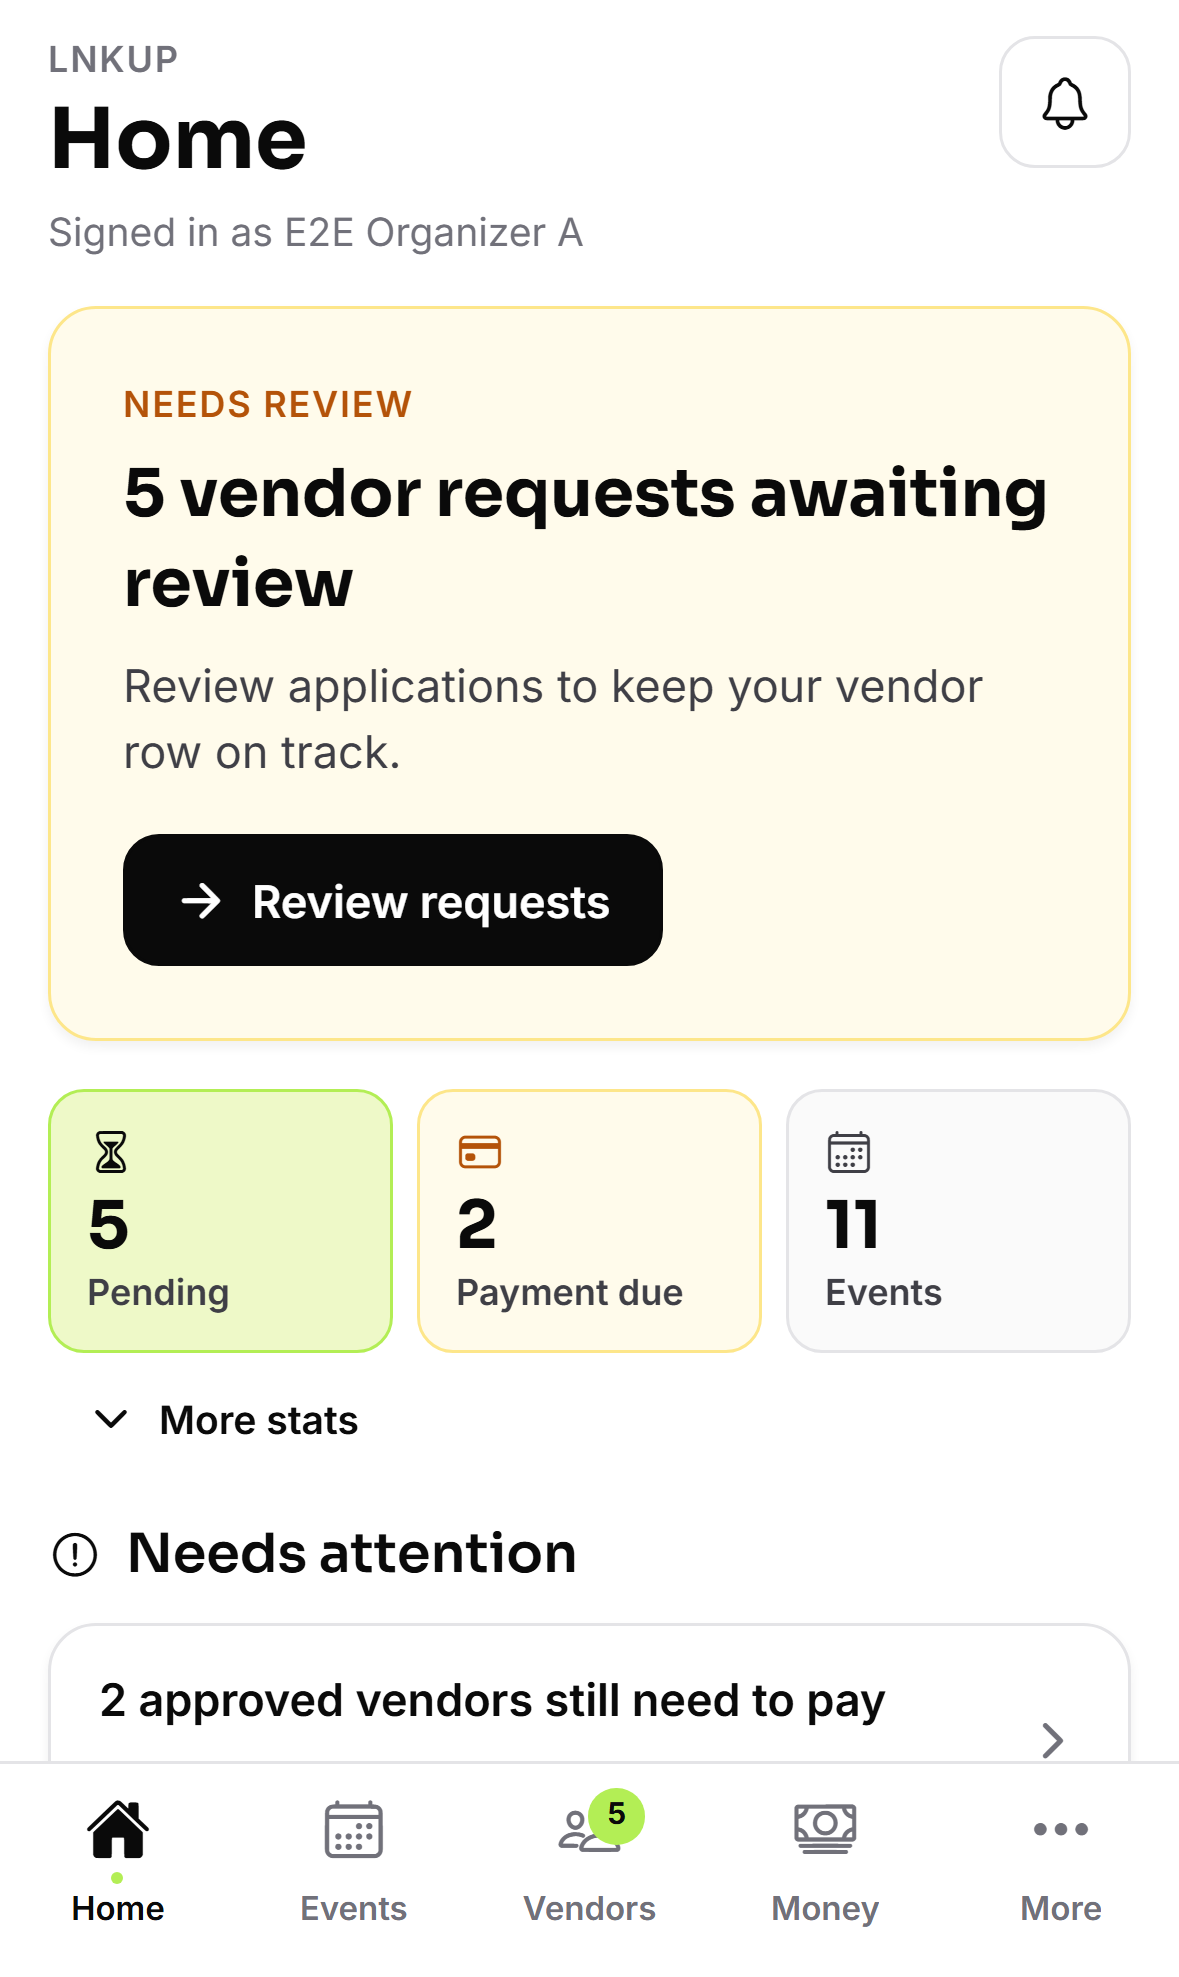 LNKUP
Home
Signed in as E2E Organizer A
NEEDS REVIEW
5 vendor requests awaiting
review
Review applications to keep your vendor
row on track.
Review requests
5
Pending
2
Payment due
11
Events
More stats
Needs attention
2 approved vendors still need to pay
5
Home
Events
Vendors
Money
More